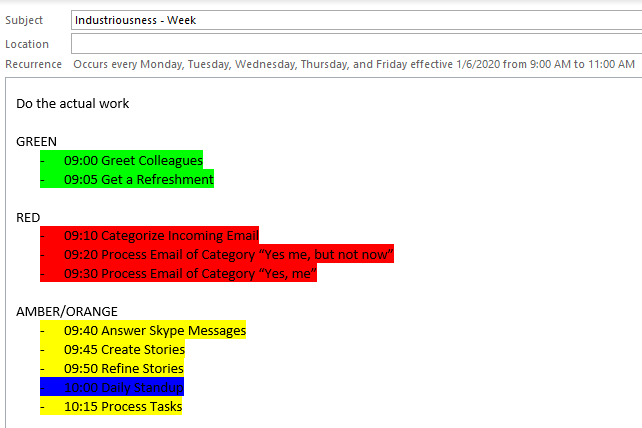 Subject Industriousness - Week
Location
Recurrence Occurs every Monday, Tuesday, Wednesday, Thursday, and Friday effective 1/6/2020 from 9:00 AM to 11:00 AM
Do the actual work
GREEN
- 09:00 Greet Colleagues
- 09:05 Get a Refreshment
RED
- 09:10 Categorize Incoming Email
- 09:20 Process Email of Category “Yes me, but not now”
- 09:30 Process Email of Category “Yes, me”
AMBER/ORANGE
- 09:40 Answer Skype Messages
- 09:45 Create Stories
- 09:50 Refine Stories
- 10:00 Daily Standup
- 10:15 Process Tasks